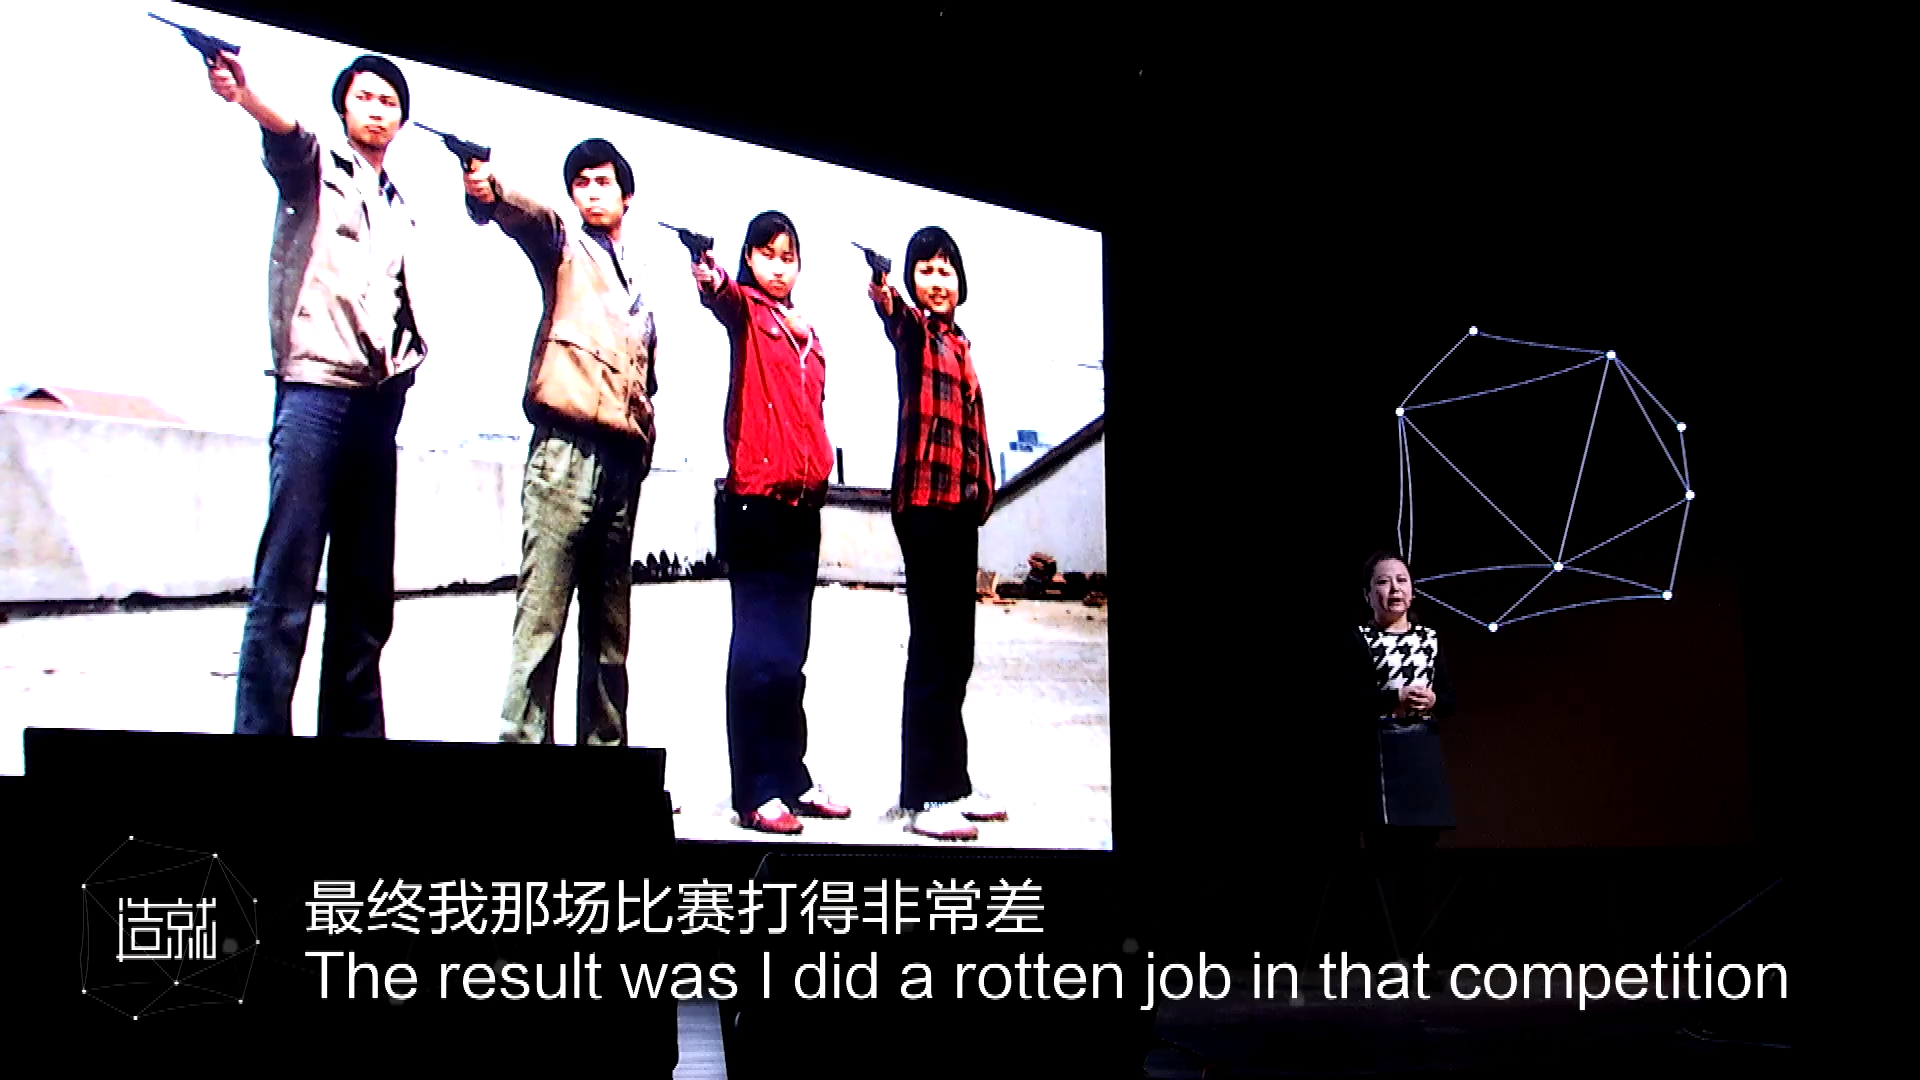 造就
最终我那场比赛打得非常差
The result was I did a rotten job in that competition